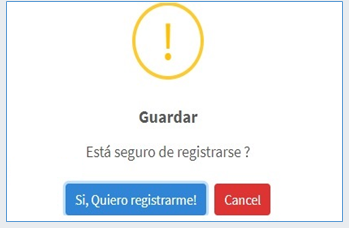 !
Guardar
Está seguro de registrarse ?
Si, Quiero registrarme! Cancel